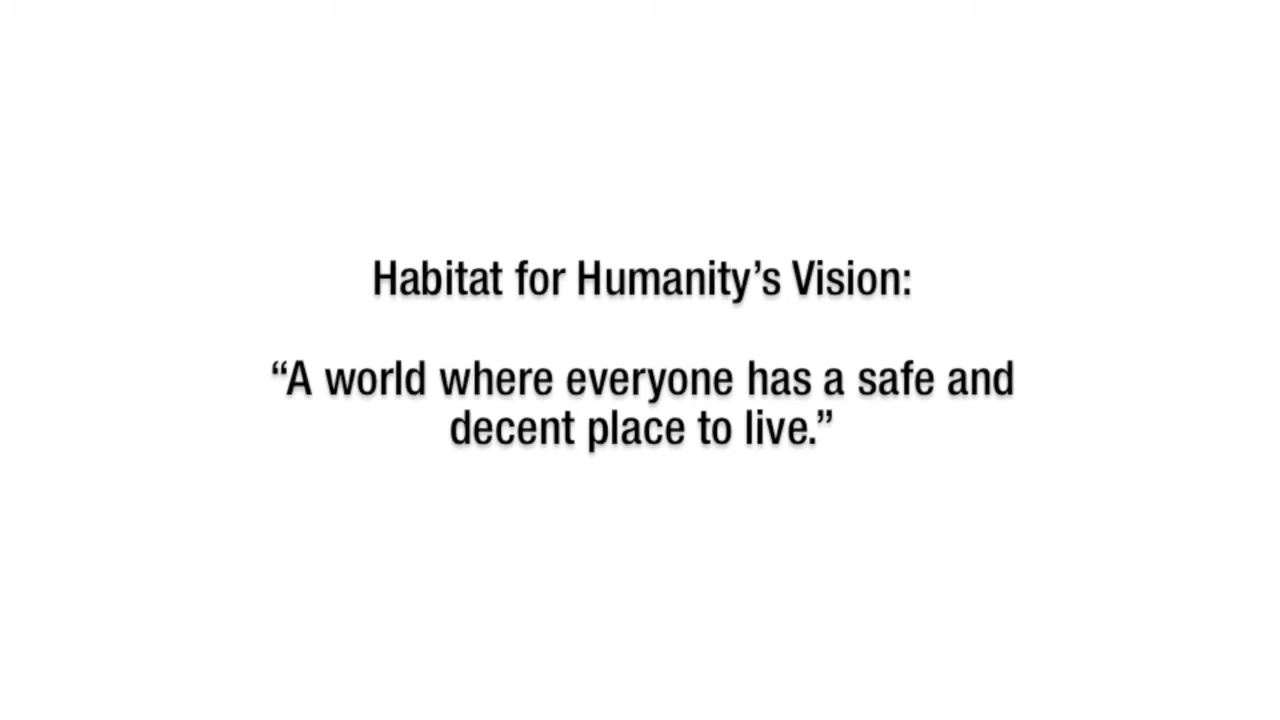 Habitat for Humanity’s Vision:
“A world where everyone has a safe and
decent place to live.”